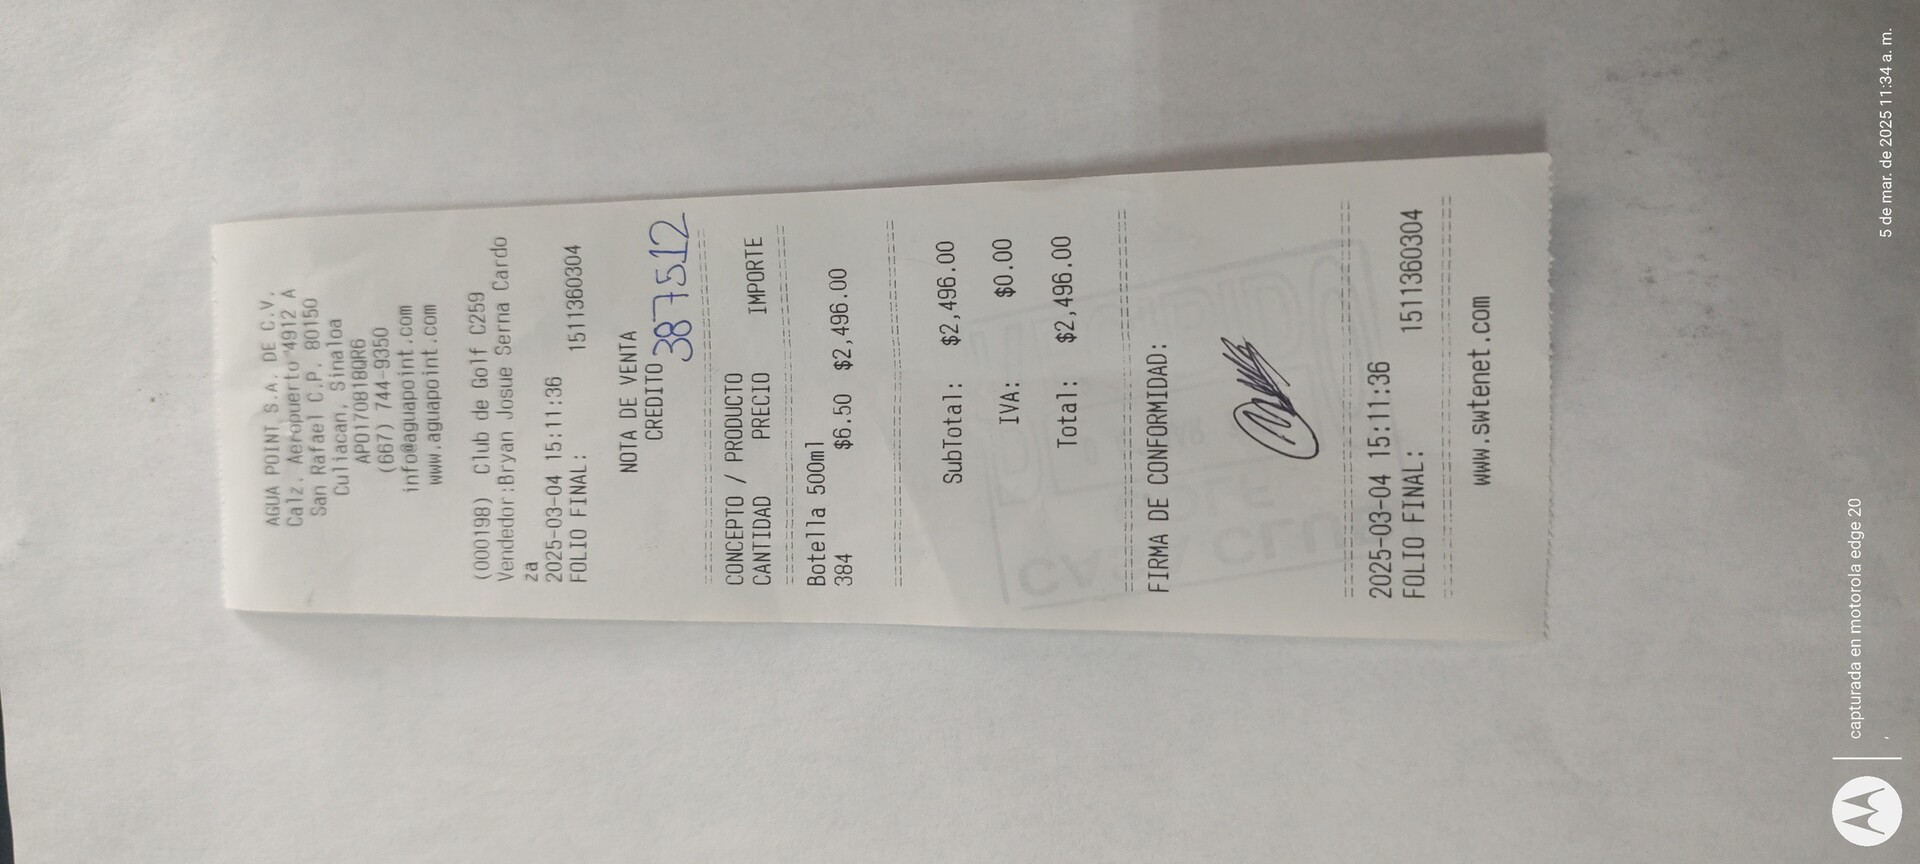 AGUA POINT S.A. DE C.V.
Calz. Aeropuerto 4912 A
San Rafael C.P. 80150
Culiacan, Sinaloa
APO170818QR6
(667) 744-9350
info@aguapoint.com
www.aguapoint.com
(000198) Club de Golf C259
Vendedor:Bryan Josue Serna Cardo
za
2025-03-04 15:11:36
FOLIO FINAL: 1511360304
NOTA DE VENTA
CREDITO
387512
CONCEPTO / PRODUCTO
CANTIDAD PRECIO IMPORTE
Botella 500ml
384 $6.50 $2,496.00
SubTotal: $2,496.00
IVA: $0.00
Total: $2,496.00
FIRMA DE CONFORMIDAD:
2025-03-04 15:11:36
FOLIO FINAL: 1511360304
www.swtenet.com
capturada en motorola edge 20
5 de mar. de 2025 11:34 a. m.